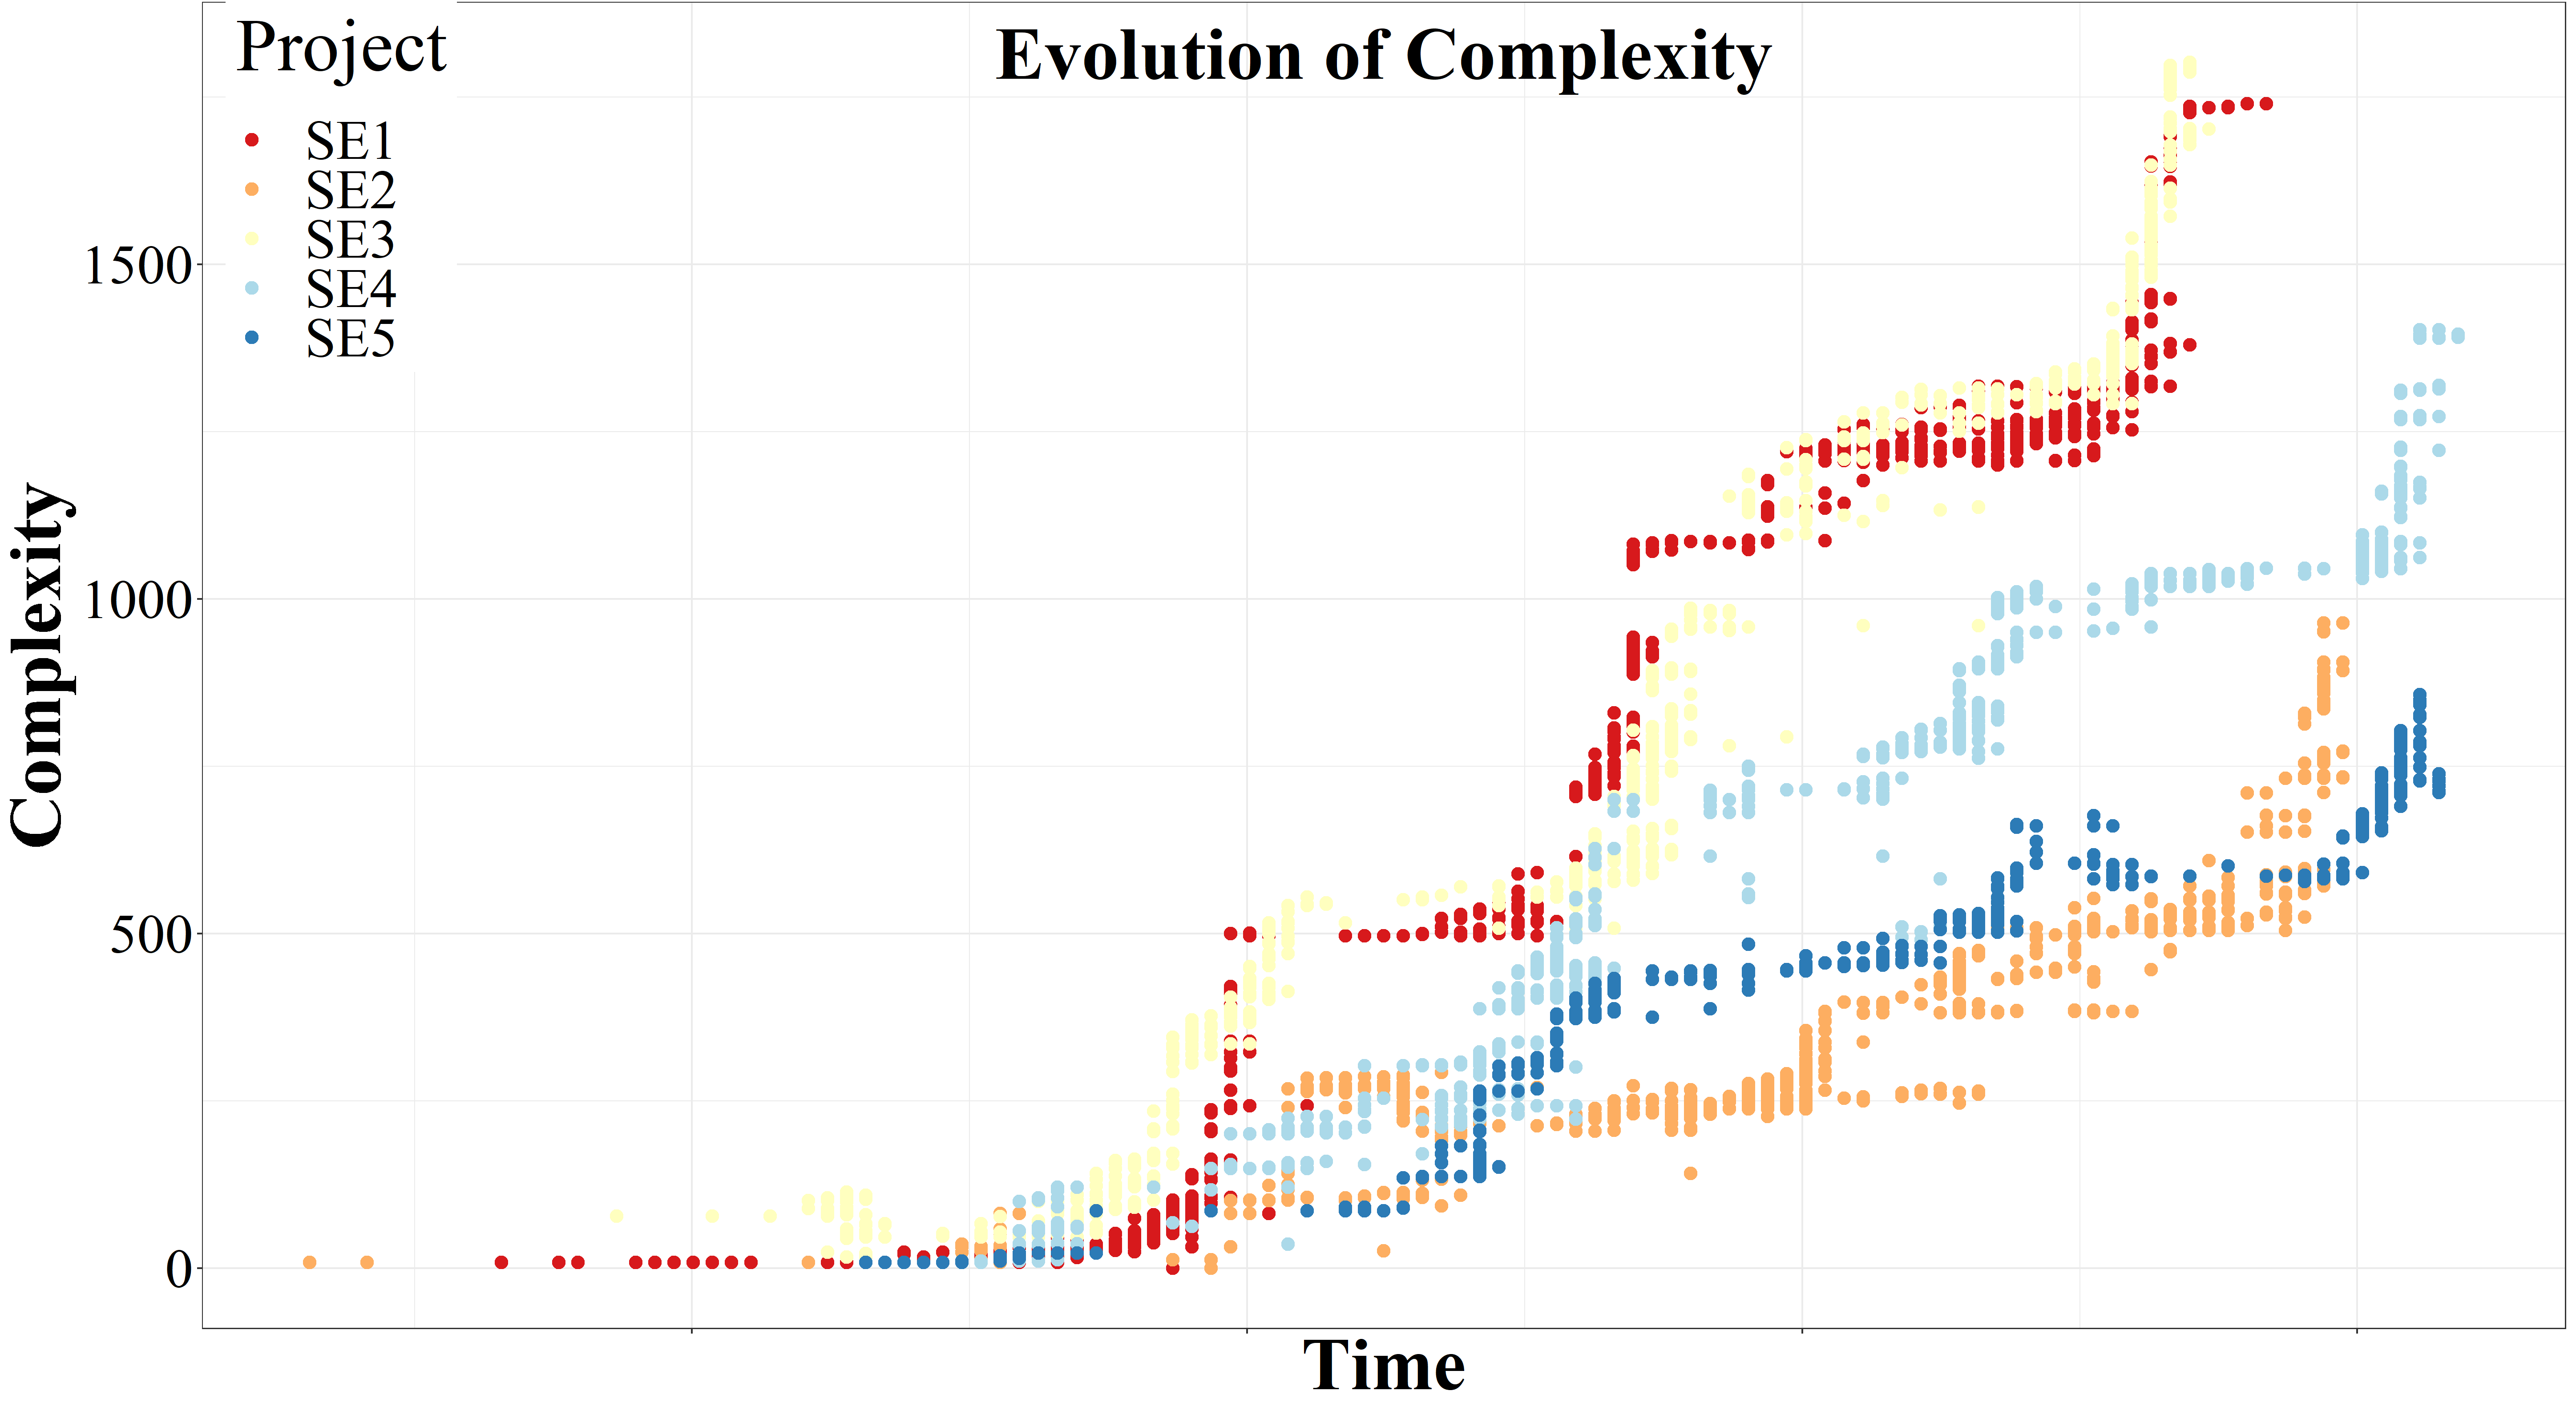 Evolution of Complexity
Project
SE1
SE2
SE3
SE4
SE5
1500
1000
500
0
Complexity
Time